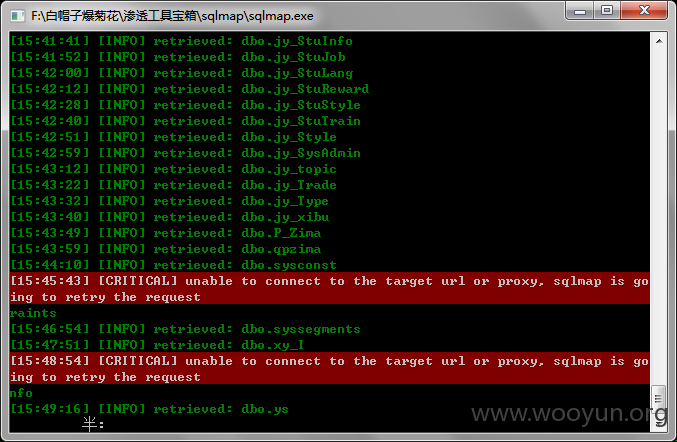 F:\白帽子爆菊花\渗透工具宝箱\sqlmap\sqlmap.exe
[15:41:41] [INFO] retrieved: dbo.jy_StuInfo
[15:41:52] [INFO] retrieved: dbo.jy_StuJob
[15:42:00] [INFO] retrieved: dbo.jy_StuLang
[15:42:12] [INFO] retrieved: dbo.jy_StuReward
[15:42:28] [INFO] retrieved: dbo.jy_StuStyle
[15:42:40] [INFO] retrieved: dbo.jy_StuTrain
[15:42:51] [INFO] retrieved: dbo.jy_Style
[15:42:59] [INFO] retrieved: dbo.jy_SysAdmin
[15:43:12] [INFO] retrieved: dbo.jy_topic
[15:43:22] [INFO] retrieved: dbo.jy_Trade
[15:43:32] [INFO] retrieved: dbo.jy_Type
[15:43:40] [INFO] retrieved: dbo.jy_xibu
[15:43:49] [INFO] retrieved: dbo.P_Zima
[15:43:59] [INFO] retrieved: dbo.qpzima
[15:44:10] [INFO] retrieved: dbo.sysconst
[15:45:43] [CRITICAL] unable to connect to the target url or proxy, sqlmap is go
ing to retry the request
raints
[15:46:54] [INFO] retrieved: dbo.syssegments
[15:47:51] [INFO] retrieved: dbo.xy_I
[15:48:54] [CRITICAL] unable to connect to the target url or proxy, sqlmap is go
ing to retry the request
nfo
[15:49:16] [INFO] retrieved: dbo.ys
半:
www.wooyun.org